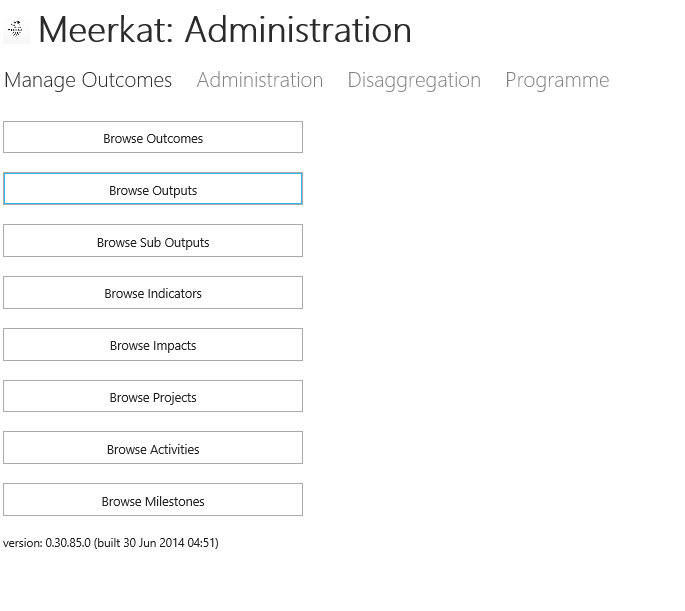 Meerkat: Administration
Manage Outcomes Administration Disaggregation Programme
Browse Outcomes
Browse Outputs
Browse Sub Outputs
Browse Indicators
Browse Impacts
Browse Projects
Browse Activities
Browse Milestones
version: 0.30.85.0 (built 30 Jun 2014 04:51)